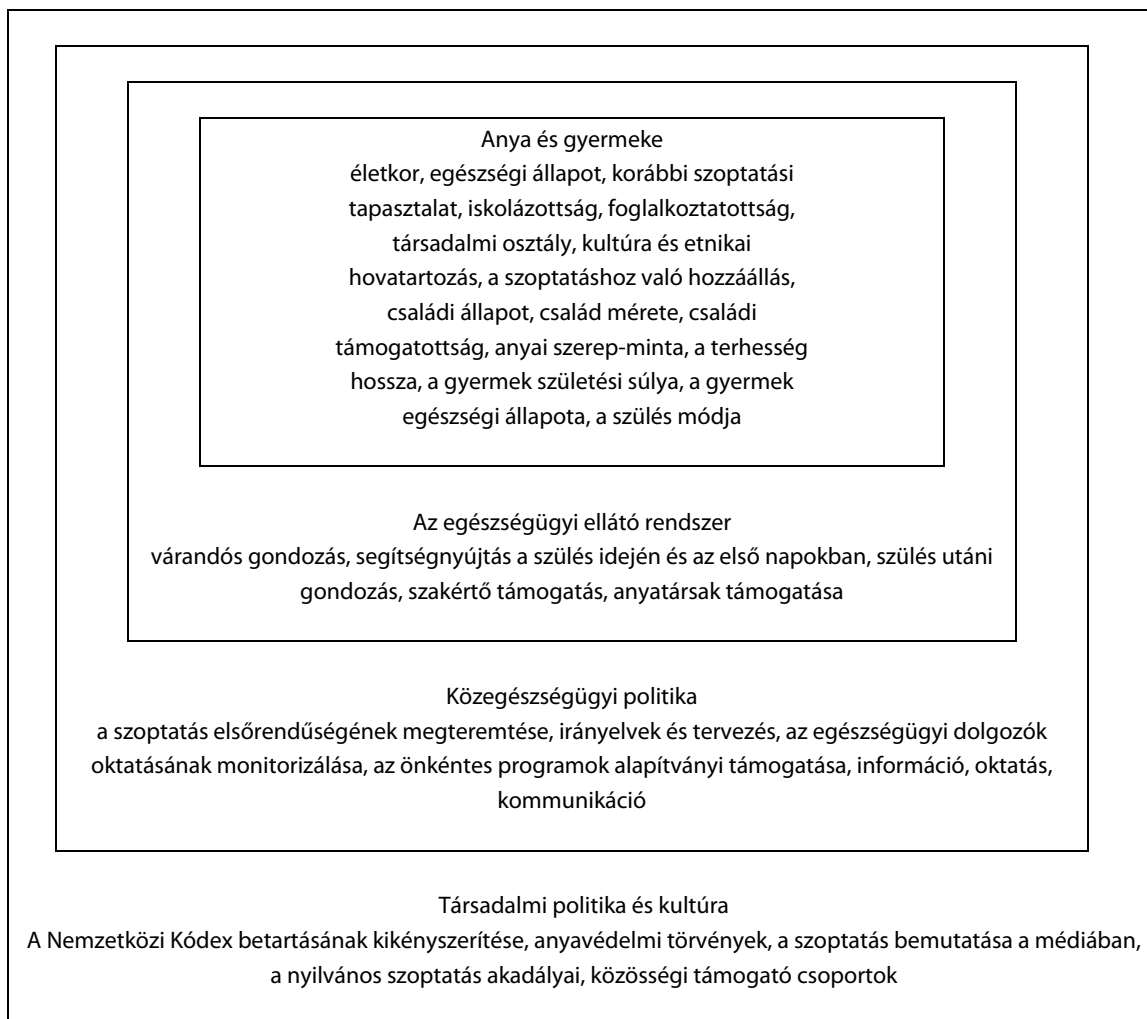 Anya és gyermeke
életkor, egészségi állapot, korábbi szoptatási
tapasztalat, iskolázottság, foglalkoztatottság,
társadalmi osztály, kultúra és etnikai
hovatartozás, a szoptatáshoz való hozzáállás,
családi állapot, család mérete, családi
támogatottság, anyai szerep-minta, a terhesség
hossza, a gyermek születési súlya, a gyermek
egészségi állapota, a szülés módja
Az egészségügyi ellátó rendszer
várandós gondozás, segítségnyújtás a szülés idején és az első napokban, szülés utáni
gondozás, szakértő támogatás, anyatársak támogatása
Közegészségügyi politika
a szoptatás elsőrendűségének megteremtése, irányelvek és tervezés, az egészségügyi dolgozók
oktatásának monitorizálása, az önkéntes programok alapítványi támogatása, információ, oktatás,
kommunikáció
Társadalmi politika és kultúra
A Nemzetközi Kódex betartásának kikényszerítése, anyavédelmi törvények, a szoptatás bemutatása a médiában,
a nyilvános szoptatás akadályai, közösségi támogató csoportok